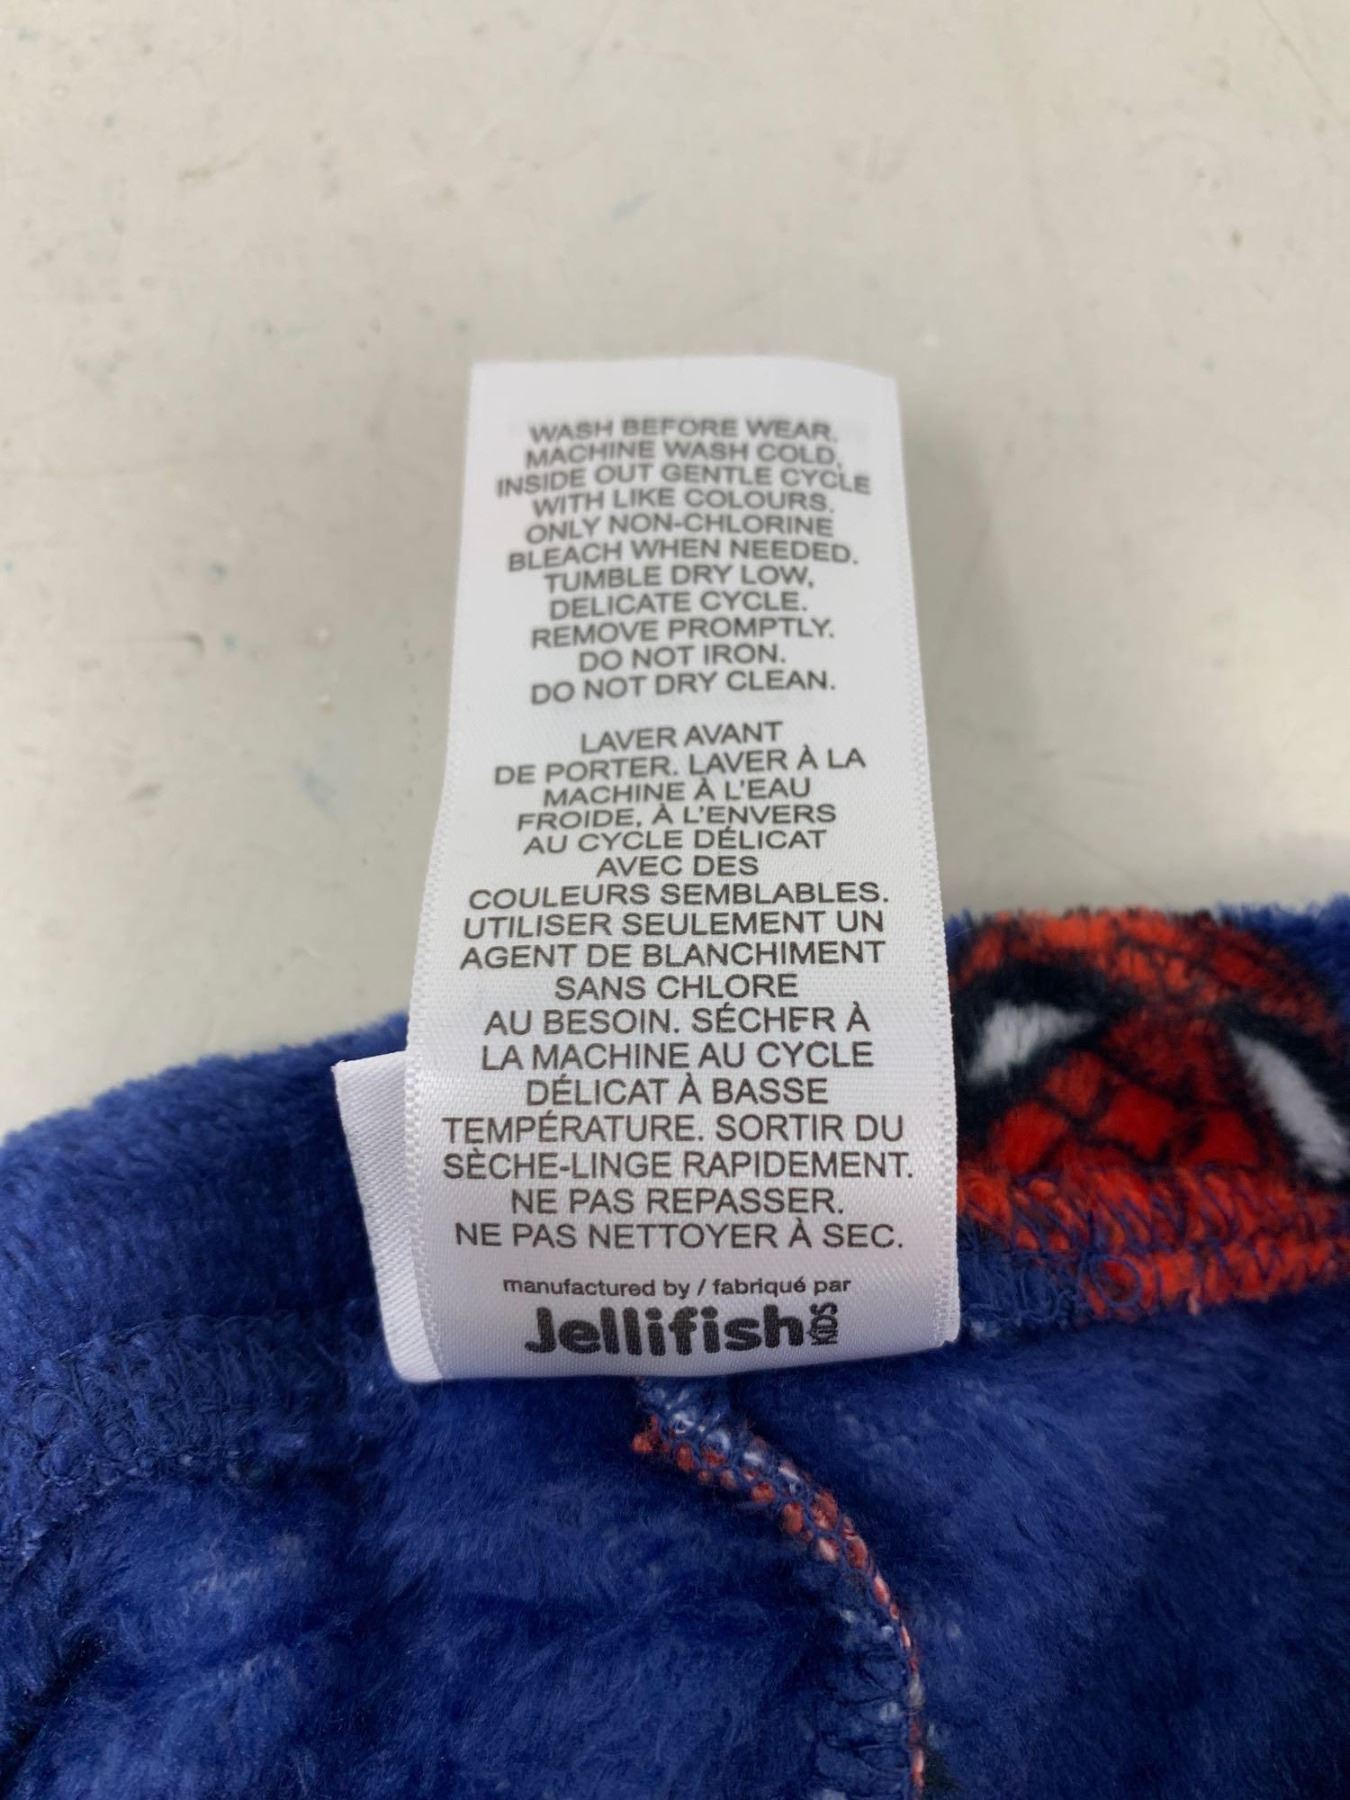 WASH BEFORE WEAR.
MACHINE WASH COLD,
INSIDE OUT GENTLE CYCLE
WITH LIKE COLOURS.
ONLY NON-CHLORINE
BLEACH WHEN NEEDED.
TUMBLE DRY LOW,
DELICATE CYCLE.
REMOVE PROMPTLY.
DO NOT IRON.
DO NOT DRY CLEAN.
LAVER AVANT
DE PORTER. LAVER À LA
MACHINE À L'EAU
FROIDE, À L'ENVERS
AU CYCLE DÉLICAT
AVEC DES
COULEURS SEMBLABLES.
UTILISER SEULEMENT UN
AGENT DE BLANCHIMENT
SANS CHLORE
AU BESOIN. SÉCHER À
LA MACHINE AU CYCLE
DÉLICAT À BASSE
TEMPÉRATURE. SORTIR DU
SÈCHE-LINGE RAPIDEMENT.
NE PAS REPASSER.
NE PAS NETTOYER À SEC.
manufactured by / fabriqué par
Jellifish KIDS